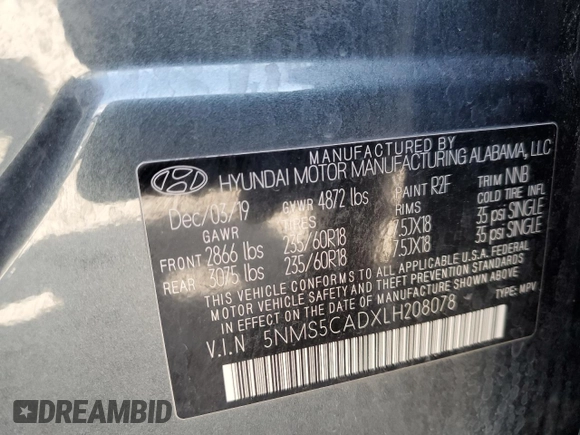 MANUFACTURED BY
HYUNDAI MOTOR MANUFACTURING ALABAMA, LLC
Dec/03/19 GVWR 4872 lbs PAINT R2F TRIM NNB
GAWR TIRES RIMS COLD TIRE INFL
FRONT 2866 lbs 235/60R18 7.5JX18 35 psi SINGLE
REAR 3075 lbs 235/60R18 7.5JX18 35 psi SINGLE
THIS VEHICLE CONFORMS TO ALL APPLICABLE U.S.A. FEDERAL
MOTOR VEHICLE SAFETY AND THEFT PREVENTION STANDARDS
IN EFFECT ON THE DATE OF MANUFACTURE SHOWN ABOVE.
V.I.N 5NMS5CADXLH208078 TYPE: MPV
DREAMBID